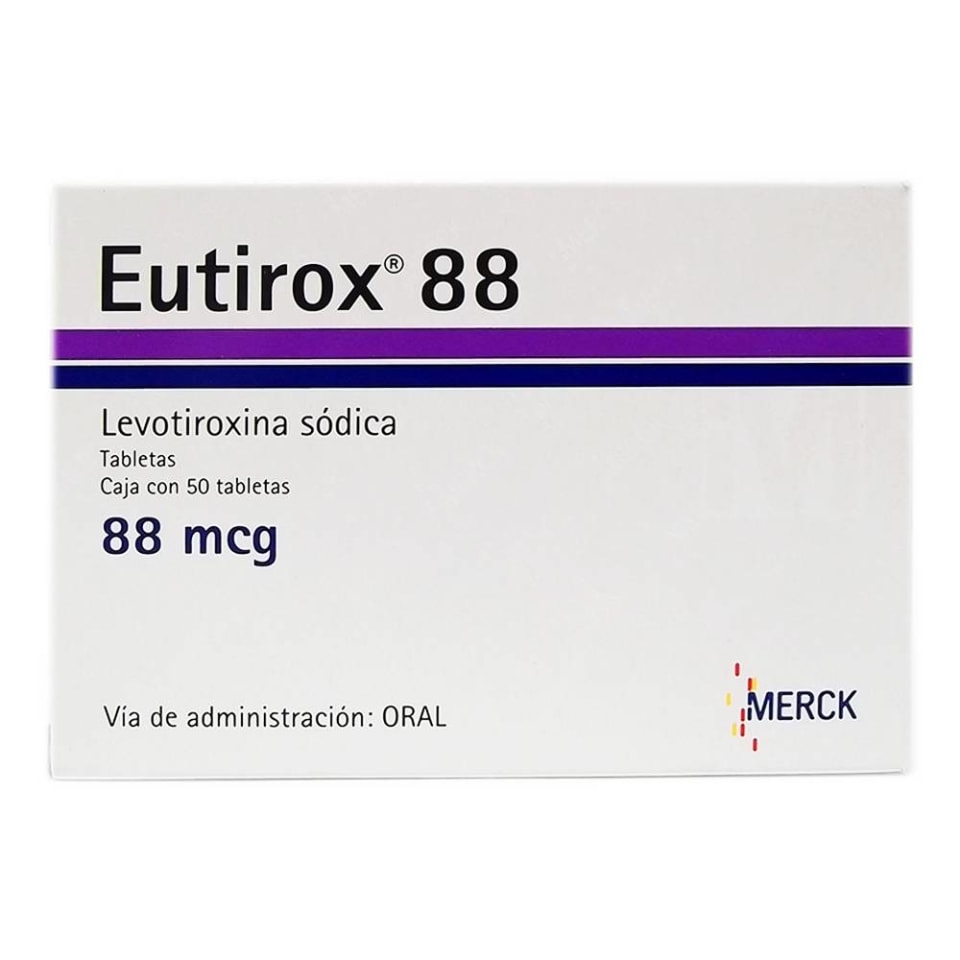 Eutirox® 88
Levotiroxina sódica
Tabletas
Caja con 50 tabletas
88 mcg
Vía de administración: ORAL
MERCK